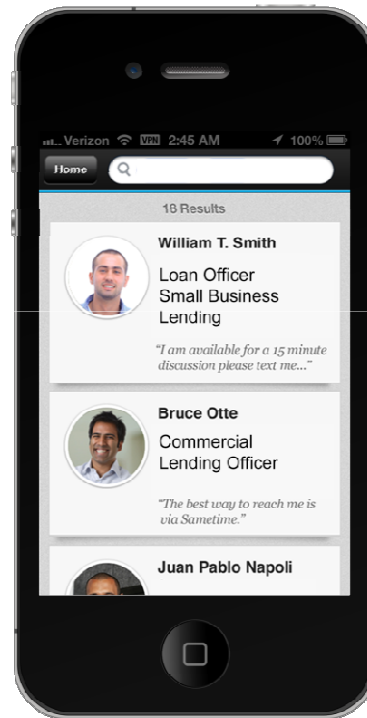 Verizon VPN 2:45 AM 100%
Home
18 Results
William T. Smith
Loan Officer
Small Business
Lending
“I am available for a 15 minute
discussion please text me...”
Bruce Otte
Commercial
Lending Officer
“The best way to reach me is
via Sametime.”
Juan Pablo Napoli